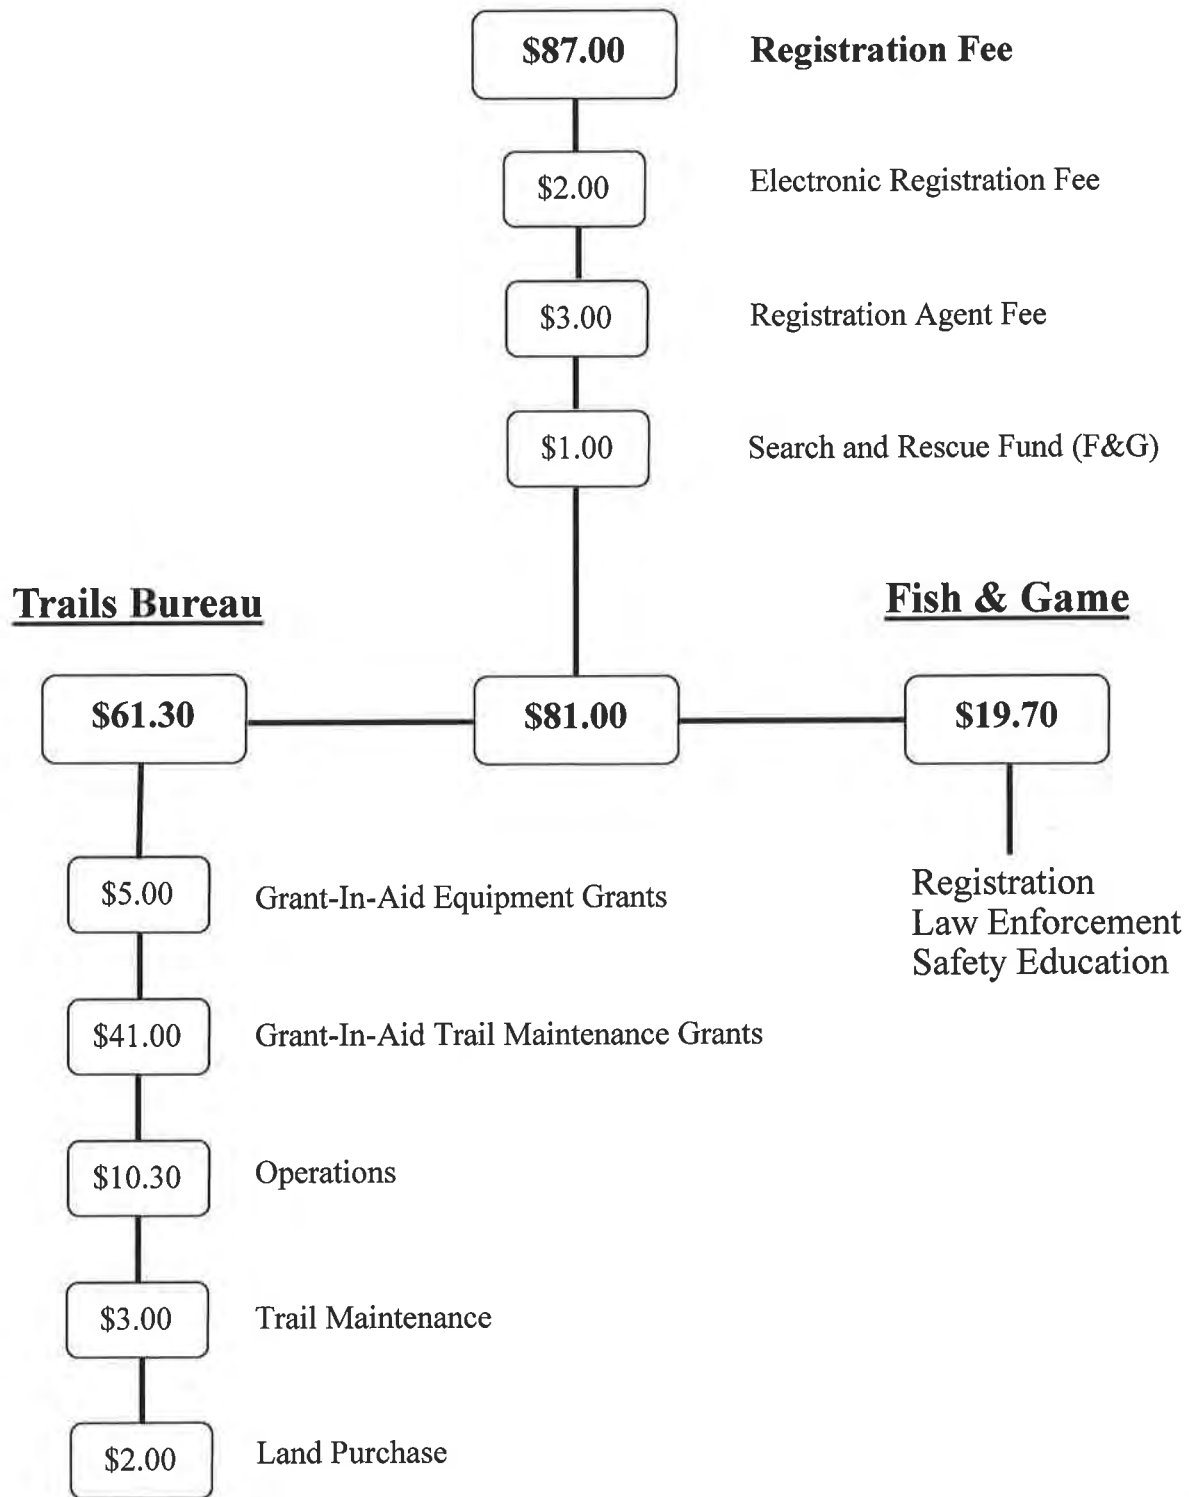 $87.00 Registration Fee
$2.00 Electronic Registration Fee
$3.00 Registration Agent Fee
$1.00 Search and Rescue Fund (F&G)
Trails Bureau
Fish & Game
$61.30
$81.00
$19.70
$5.00 Grant-In-Aid Equipment Grants
$41.00 Grant-In-Aid Trail Maintenance Grants
$10.30 Operations
$3.00 Trail Maintenance
$2.00 Land Purchase
Registration
Law Enforcement
Safety Education